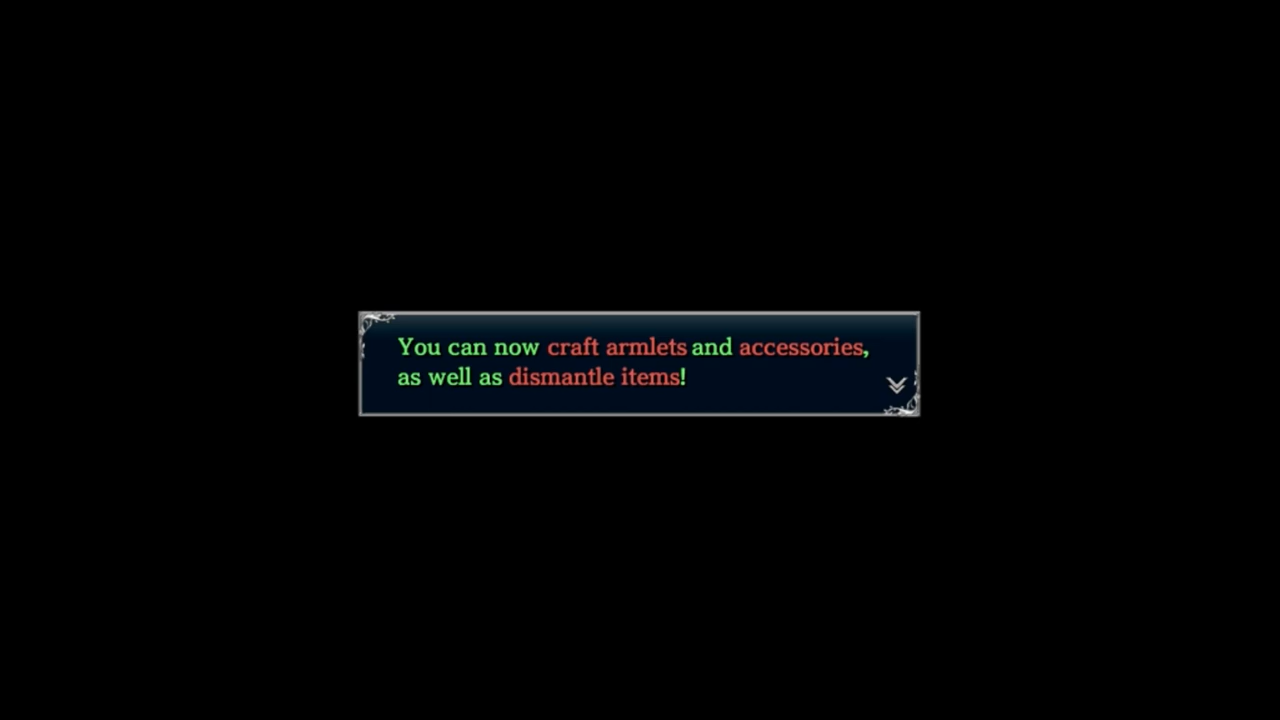 You can now craft armlets and accessories,
as well as dismantle items!